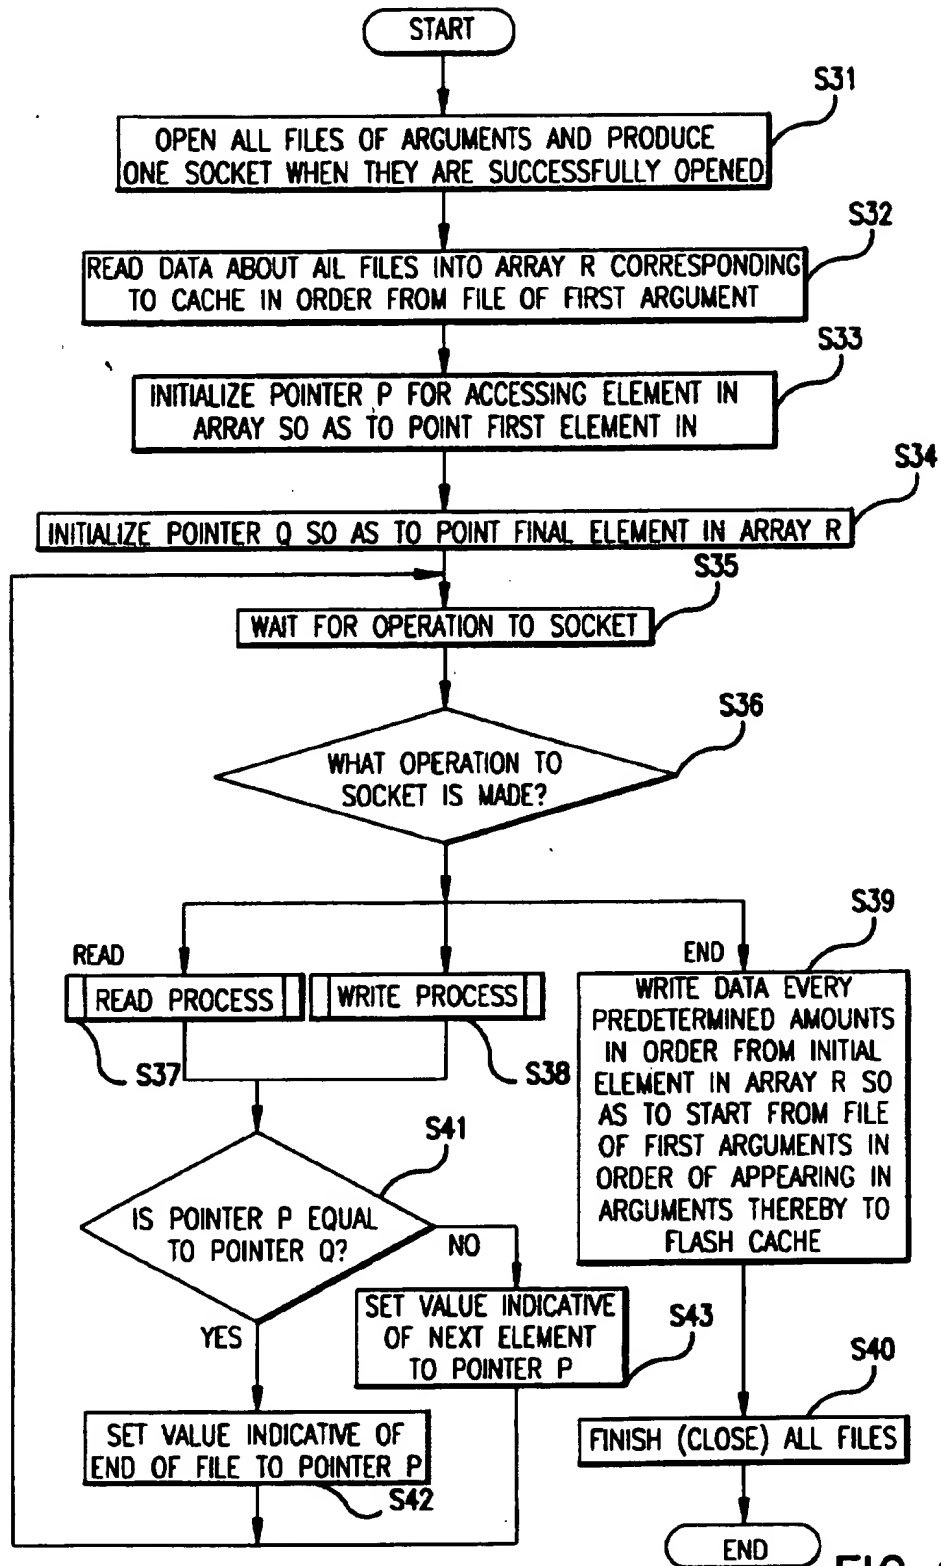 START
S31
OPEN ALL FILES OF ARGUMENTS AND PRODUCE
ONE SOCKET WHEN THEY ARE SUCCESSFULLY OPENED
S32
READ DATA ABOUT AIL FILES INTO ARRAY R CORRESPONDING
TO CACHE IN ORDER FROM FILE OF FIRST ARGUMENT
S33
INITIALIZE POINTER P FOR ACCESSING ELEMENT IN
ARRAY SO AS TO POINT FIRST ELEMENT IN
S34
INITIALIZE POINTER Q SO AS TO POINT FINAL ELEMENT IN ARRAY R
S35
WAIT FOR OPERATION TO SOCKET
S36
WHAT OPERATION TO
SOCKET IS MADE?
READ
READ PROCESS
S37
WRITE PROCESS
S38
END
S39
WRITE DATA EVERY
PREDETERMINED AMOUNTS
IN ORDER FROM INITIAL
ELEMENT IN ARRAY R SO
AS TO START FROM FILE
OF FIRST ARGUMENTS IN
ORDER OF APPEARING IN
ARGUMENTS THEREBY TO
FLASH CACHE
S41
IS POINTER P EQUAL
TO POINTER Q?
NO
YES
SET VALUE INDICATIVE
OF NEXT ELEMENT
TO POINTER P
S43
S40
FINISH (CLOSE) ALL FILES
SET VALUE INDICATIVE OF
END OF FILE TO POINTER P
S42
END